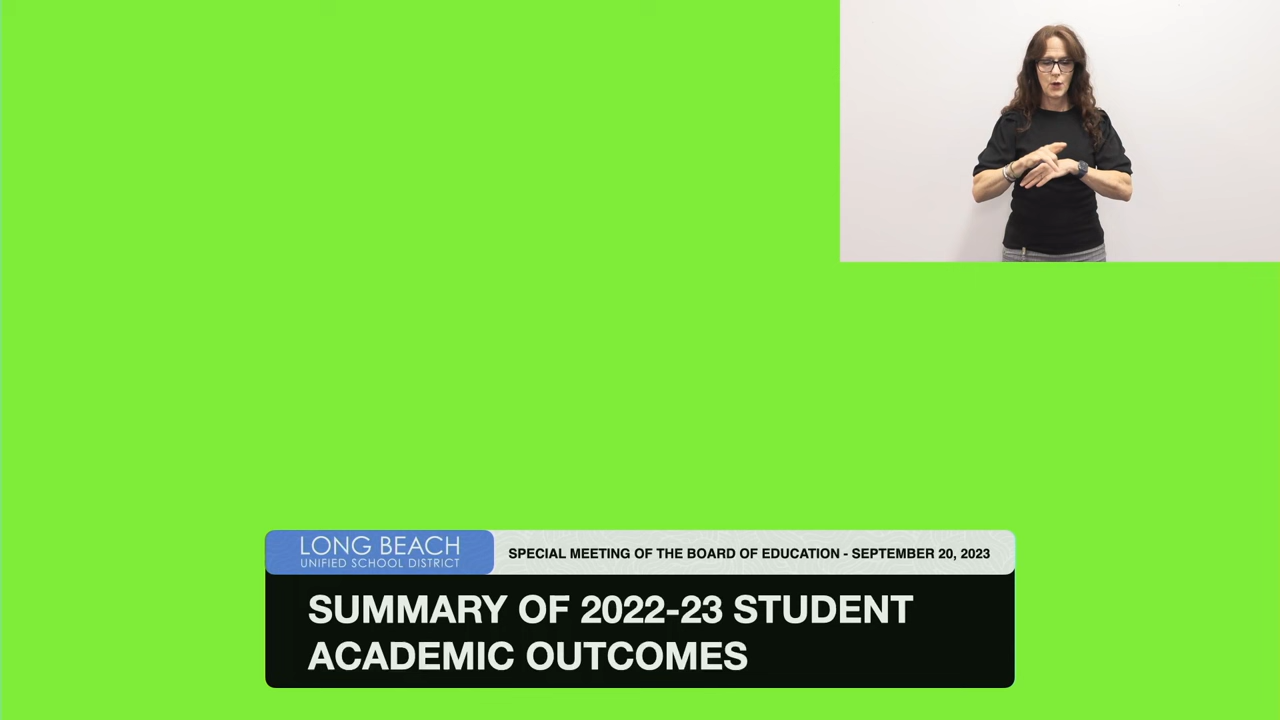 LONG BEACH
UNIFIED SCHOOL DISTRICT
SPECIAL MEETING OF THE BOARD OF EDUCATION - SEPTEMBER 20, 2023
SUMMARY OF 2022-23 STUDENT
ACADEMIC OUTCOMES